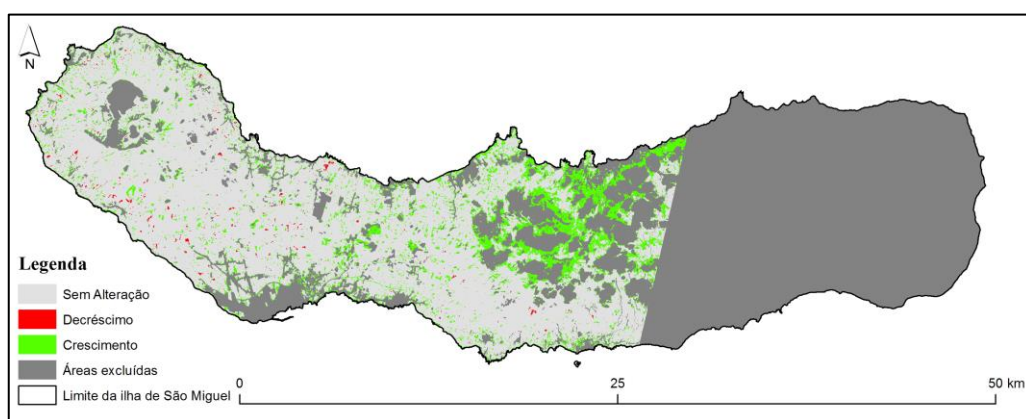 N
Legenda
Sem Alteração
Decréscimo
Crescimento
Áreas excluídas
Limite da ilha de São Miguel
0 25 50 km